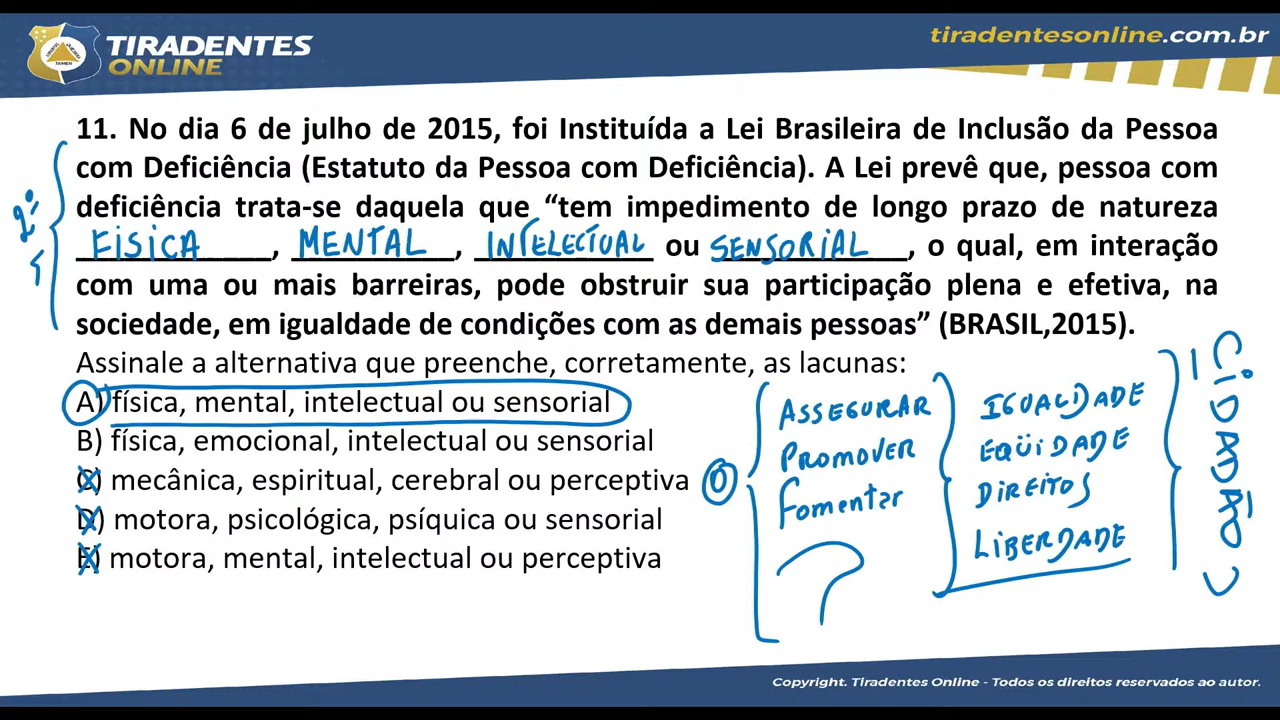 TIRADENTES
ONLINE
tiradentesonline.com.br
11. No dia 6 de julho de 2015, foi Instituída a Lei Brasileira de Inclusão da Pessoa
com Deficiência (Estatuto da Pessoa com Deficiência). A Lei prevê que, pessoa com
deficiência trata-se daquela que “tem impedimento de longo prazo de natureza
FÍSICA, MENTAL, INTELECTUAL ou SENSORIAL, o qual, em interação
com uma ou mais barreiras, pode obstruir sua participação plena e efetiva, na
sociedade, em igualdade de condições com as demais pessoas” (BRASIL,2015).
Assinale a alternativa que preenche, corretamente, as lacunas:
A) física, mental, intelectual ou sensorial
B) física, emocional, intelectual ou sensorial
C) mecânica, espiritual, cerebral ou perceptiva
D) motora, psicológica, psíquica ou sensorial
E) motora, mental, intelectual ou perceptiva
2º
O
ASSEGURAR
PROMOVER
Fomentar
?
IGUALDADE
EQÜIDADE
DIREITOS
LIBERDADE
CIDADÃO
Copyright. Tiradentes Online - Todos os direitos reservados ao autor.